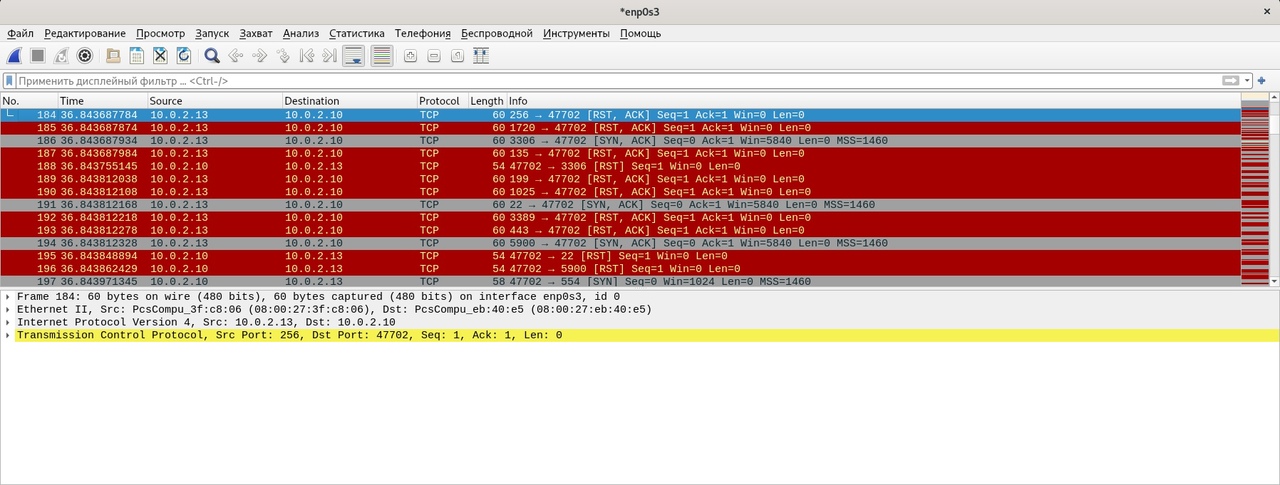 *enp0s3
Файл Редактирование Просмотр Запуск Захват Анализ Статистика Телефония Беспроводной Инструменты Помощь
Применить дисплейный фильтр ... <Ctrl-/>
No. Time Source Destination Protocol Length Info
184 36.843687784 10.0.2.13 10.0.2.10 TCP 60 256 → 47702 [RST, ACK] Seq=1 Ack=1 Win=0 Len=0
185 36.843687874 10.0.2.13 10.0.2.10 TCP 60 1720 → 47702 [RST, ACK] Seq=1 Ack=1 Win=0 Len=0
186 36.843687934 10.0.2.13 10.0.2.10 TCP 60 3306 → 47702 [SYN, ACK] Seq=0 Ack=1 Win=5840 Len=0 MSS=1460
187 36.843687984 10.0.2.13 10.0.2.10 TCP 60 135 → 47702 [RST, ACK] Seq=1 Ack=1 Win=0 Len=0
188 36.843755145 10.0.2.10 10.0.2.13 TCP 54 47702 → 3306 [RST] Seq=1 Win=0 Len=0
189 36.843812038 10.0.2.13 10.0.2.10 TCP 60 199 → 47702 [RST, ACK] Seq=1 Ack=1 Win=0 Len=0
190 36.843812108 10.0.2.13 10.0.2.10 TCP 60 1025 → 47702 [RST, ACK] Seq=1 Ack=1 Win=0 Len=0
191 36.843812168 10.0.2.13 10.0.2.10 TCP 60 22 → 47702 [SYN, ACK] Seq=0 Ack=1 Win=5840 Len=0 MSS=1460
192 36.843812218 10.0.2.13 10.0.2.10 TCP 60 3389 → 47702 [RST, ACK] Seq=1 Ack=1 Win=0 Len=0
193 36.843812278 10.0.2.13 10.0.2.10 TCP 60 443 → 47702 [RST, ACK] Seq=1 Ack=1 Win=0 Len=0
194 36.843812328 10.0.2.13 10.0.2.10 TCP 60 5900 → 47702 [SYN, ACK] Seq=0 Ack=1 Win=5840 Len=0 MSS=1460
195 36.843848894 10.0.2.10 10.0.2.13 TCP 54 47702 → 22 [RST] Seq=1 Win=0 Len=0
196 36.843862429 10.0.2.10 10.0.2.13 TCP 54 47702 → 5900 [RST] Seq=1 Win=0 Len=0
197 36.843971345 10.0.2.10 10.0.2.13 TCP 58 47702 → 554 [SYN] Seq=0 Win=1024 Len=0 MSS=1460
Frame 184: 60 bytes on wire (480 bits), 60 bytes captured (480 bits) on interface enp0s3, id 0
Ethernet II, Src: PcsCompu_3f:c8:06 (08:00:27:3f:c8:06), Dst: PcsCompu_eb:40:e5 (08:00:27:eb:40:e5)
Internet Protocol Version 4, Src: 10.0.2.13, Dst: 10.0.2.10
Transmission Control Protocol, Src Port: 256, Dst Port: 47702, Seq: 1, Ack: 1, Len: 0